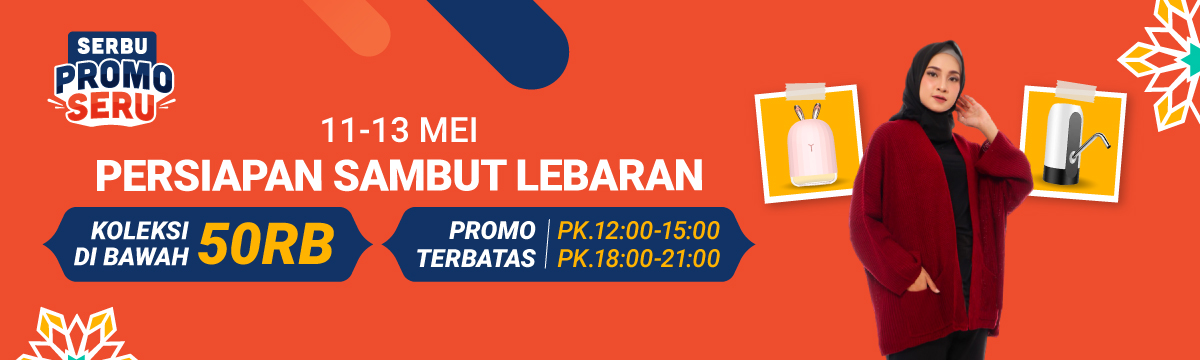 SERBU
PROMO
SERU
11-13 MEI
PERSIAPAN SAMBUT LEBARAN
KOLEKSI
DI BAWAH
50RB
PROMO
TERBATAS
PK.12:00-15:00
PK.18:00-21:00